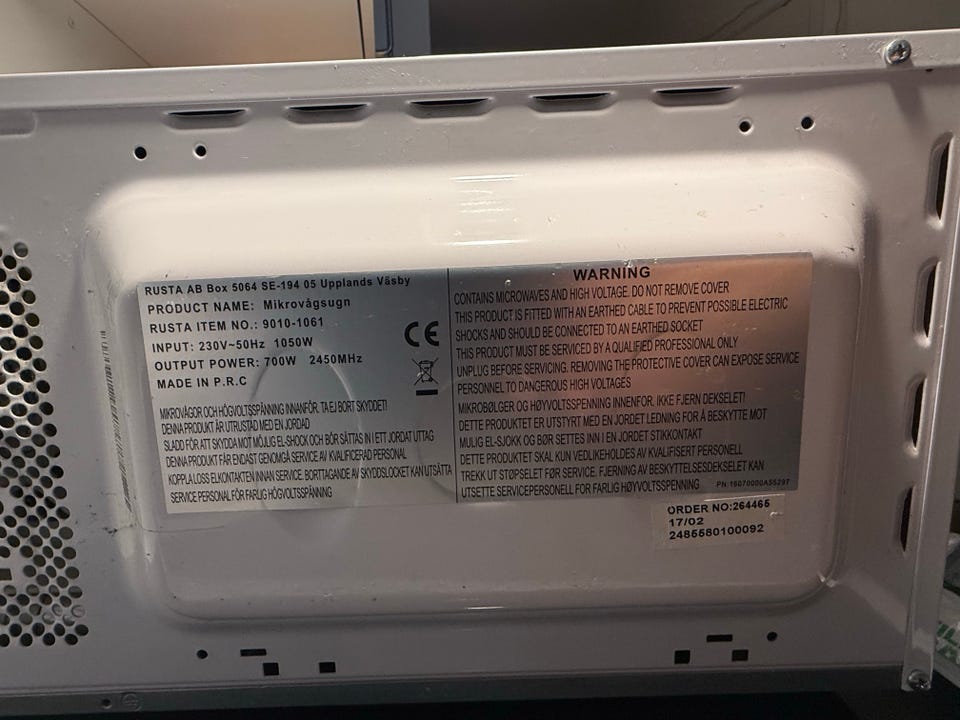 RUSTA AB Box 5064 SE-194 05 Upplands Väsby
PRODUCT NAME: Mikrovågsugn
RUSTA ITEM NO.: 9010-1061
INPUT: 230V~50Hz 1050W
OUTPUT POWER: 700W 2450MHz
MADE IN P.R.C
CE
MIKROVÅGOR OCH HÖGVOLTSSPÄNNING INNANFÖR. TA EJ BORT SKYDDET!
DENNA PRODUKT ÄR UTRUSTAD MED EN JORDAD
SLADD FÖR ATT SKYDDA MOT MÖJLIG EL-SHOCK OCH BÖR SÄTTAS IN I ETT JORDAT UTTAG
DENNA PRODUKT FÅR ENDAST GENOMGÅ SERVICE AV KVALIFICERAD PERSONAL
KOPPLA LOSS ELKONTAKTEN INNAN SERVICE. BORTTAGANDE AV SKYDDSLOCKET KAN UTSÄTTA
SERVICE PERSONAL FÖR FARLIG HÖGVOLTSSPÄNNING
WARNING
CONTAINS MICROWAVES AND HIGH VOLTAGE. DO NOT REMOVE COVER
THIS PRODUCT IS FITTED WITH AN EARTHED CABLE TO PREVENT POSSIBLE ELECTRIC
SHOCKS AND SHOULD BE CONNECTED TO AN EARTHED SOCKET
THIS PRODUCT MUST BE SERVICED BY A QUALIFIED PROFESSIONAL ONLY
UNPLUG BEFORE SERVICING. REMOVING THE PROTECTIVE COVER CAN EXPOSE SERVICE
PERSONNEL TO DANGEROUS HIGH VOLTAGES
MIKROBØLGER OG HØYVOLTSSPENNING INNENFOR. IKKE FJERN DEKSELET!
DETTE PRODUKTET ER UTSTYRT MED EN JORDET LEDNING FOR Å BESKYTTE MOT
MULIG EL-SJOKK OG BØR SETTES INN I EN JORDET STIKKONTAKT
DETTE PRODUKTET SKAL KUN VEDLIKEHOLDES AV KVALIFISERT PERSONELL
TREKK UT STØPSELET FØR SERVICE. FJERNING AV BESKYTTELSESDEKSELET KAN
UTSETTE SERVICEPERSONELL FOR FARLIG HØYVOLTSSPENNING
PN:16070000A55297
ORDER NO:264465
17/02
2485580100092